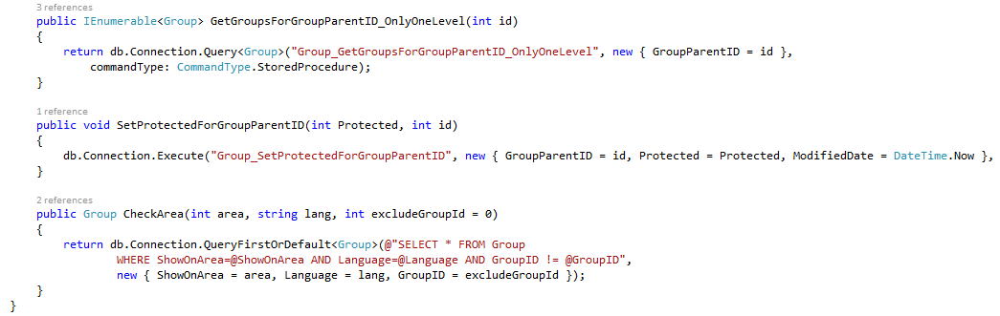 3 references
public IEnumerable<Group> GetGroupsForGroupParentID_OnlyOneLevel(int id)
{
return db.Connection.Query<Group>("Group_GetGroupsForGroupParentID_OnlyOneLevel", new { GroupParentID = id },
commandType: CommandType.StoredProcedure);
}
1 reference
public void SetProtectedForGroupParentID(int Protected, int id)
{
db.Connection.Execute("Group_SetProtectedForGroupParentID", new { GroupParentID = id, Protected = Protected, ModifiedDate = DateTime.Now },
}
2 references
public Group CheckArea(int area, string lang, int excludeGroupId = 0)
{
return db.Connection.QueryFirstOrDefault<Group>(@"SELECT * FROM Group
WHERE ShowOnArea=@ShowOnArea AND Language=@Language AND GroupID != @GroupID",
new { ShowOnArea = area, Language = lang, GroupID = excludeGroupId });
}
}